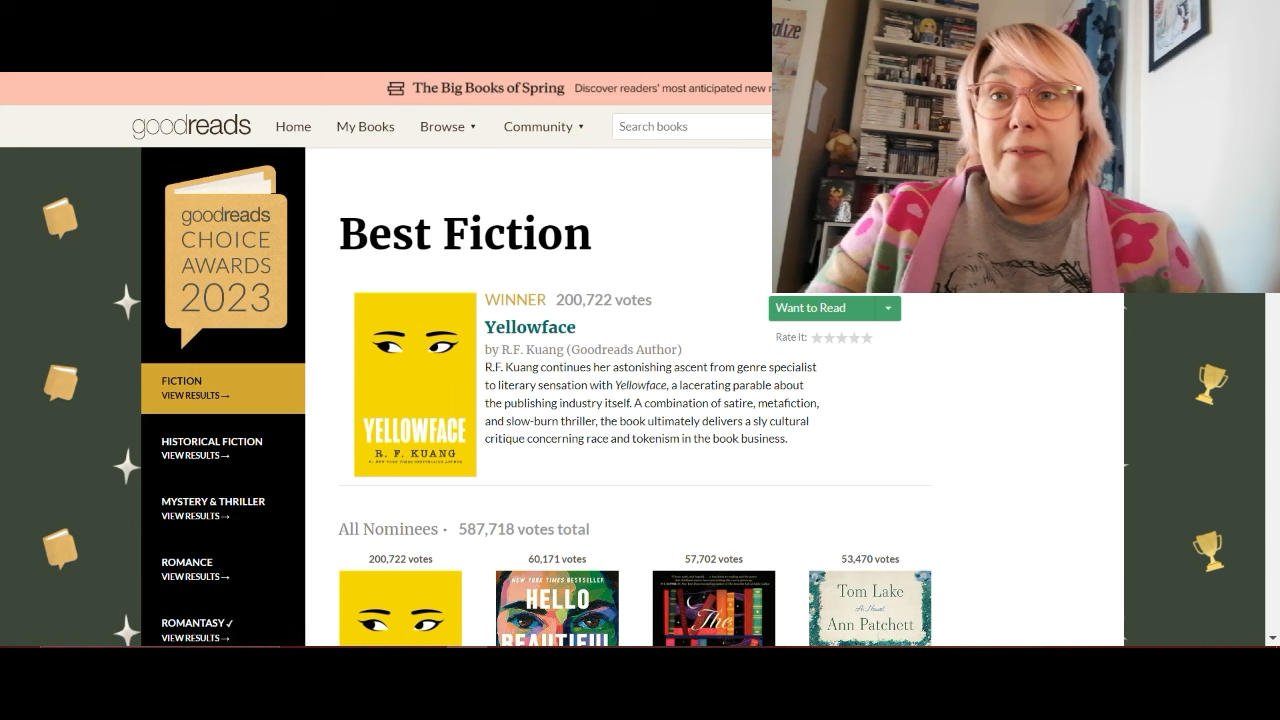 The Big Books of Spring Discover readers' most anticipated new
goodreads Home My Books Browse Community Search books
goodreads
CHOICE
AWARDS
2023
FICTION
VIEW RESULTS→
HISTORICAL FICTION
VIEW RESULTS→
MYSTERY & THRILLER
VIEW RESULTS→
ROMANCE
VIEW RESULTS→
ROMANTASY ✓
VIEW RESULTS→
Best Fiction
YELLOWFACE
R. F. KUANG
WINNER 200,722 votes
Yellowface
by R.F. Kuang (Goodreads Author)
R.F. Kuang continues her astonishing ascent from genre specialist
to literary sensation with Yellowface, a lacerating parable about
the publishing industry itself. A combination of satire, metafiction,
and slow-burn thriller, the book ultimately delivers a sly cultural
critique concerning race and tokenism in the book business.
Want to Read
Rate It:
All Nominees · 587,718 votes total
200,722 votes 60,171 votes 57,702 votes 53,470 votes
NEW YORK TIMES BESTSELLER
HELLO
BEAUTIFUL
The
Tom Lake
A Novel
Ann Patchett